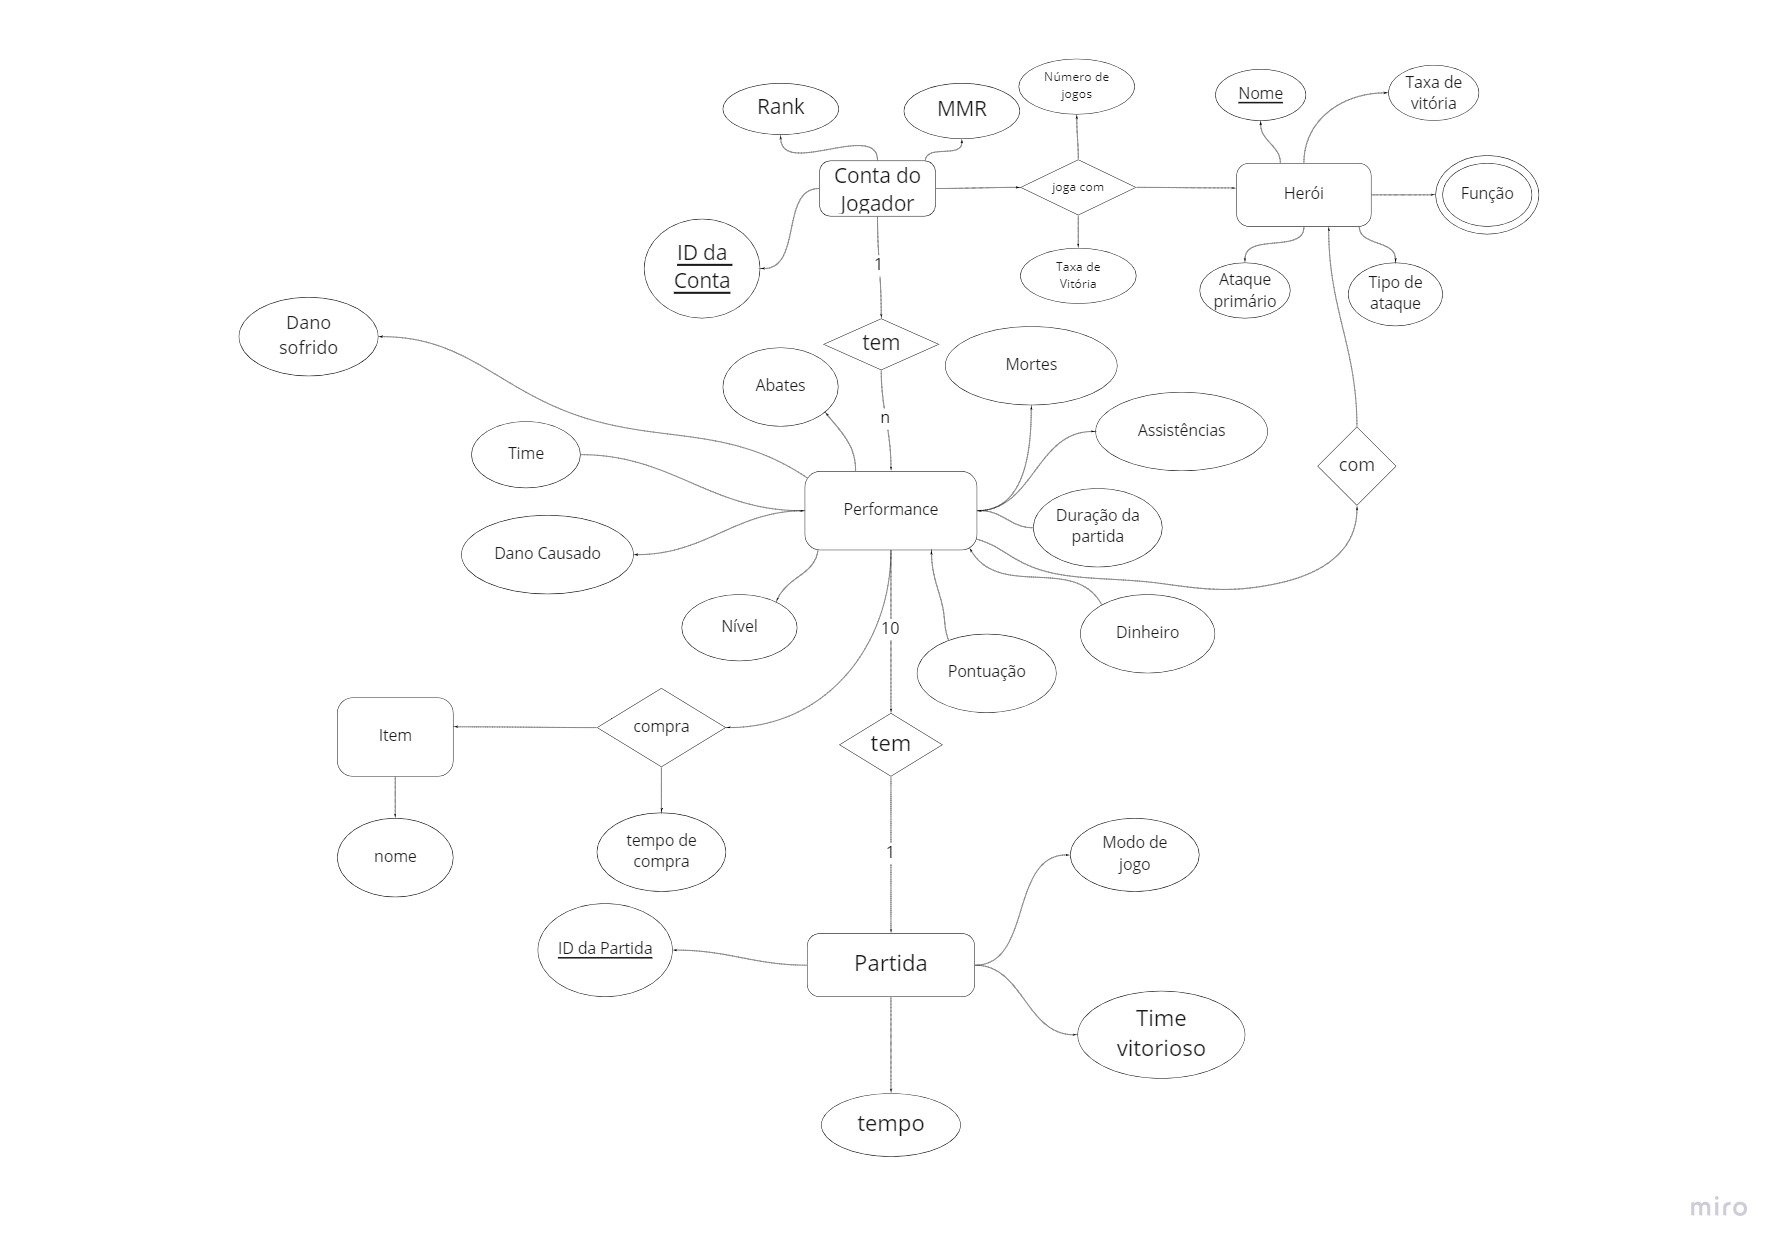 Rank
MMR
Número de
jogos
Nome
Taxa de
vitória
Conta do
Jogador
joga com
Herói
Função
ID da
Conta
Taxa de
Vitória
Ataque
primário
Tipo de
ataque
1
Dano
sofrido
tem
Abates
Mortes
n
Assistências
Time
com
Performance
Duração da
partida
Dano Causado
Nível
10
Dinheiro
Pontuação
Item
compra
tem
nome
tempo de
compra
1
Modo de
jogo
ID da Partida
Partida
Time
vitorioso
tempo
miro